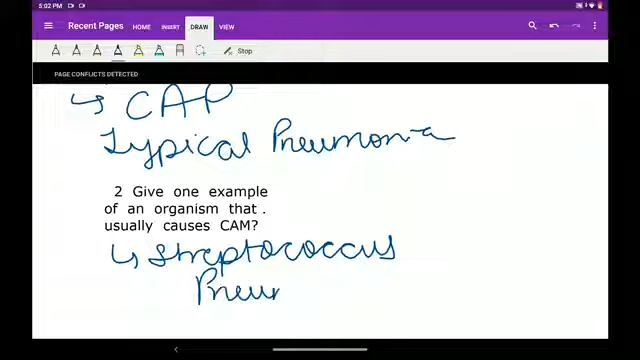 5:02 PM
Recent Pages HOME INSERT DRAW VIEW
Stop
PAGE CONFLICTS DETECTED
↳ CAP
Typical Pneumonia
2 Give one example
of an organism that .
usually causes CAM?
↳ Streptococcus
Pneu